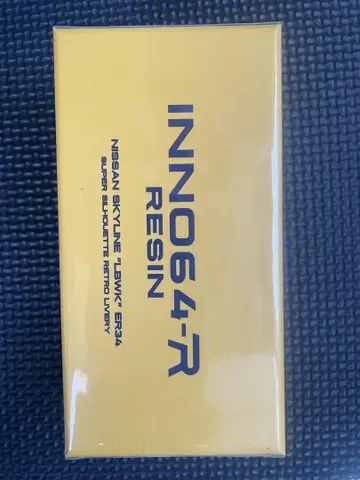 INNO64-R
RESIN
NISSAN SKYLINE "LBWK" ER34
SUPER SILHOUETTE RETRO LIVERY